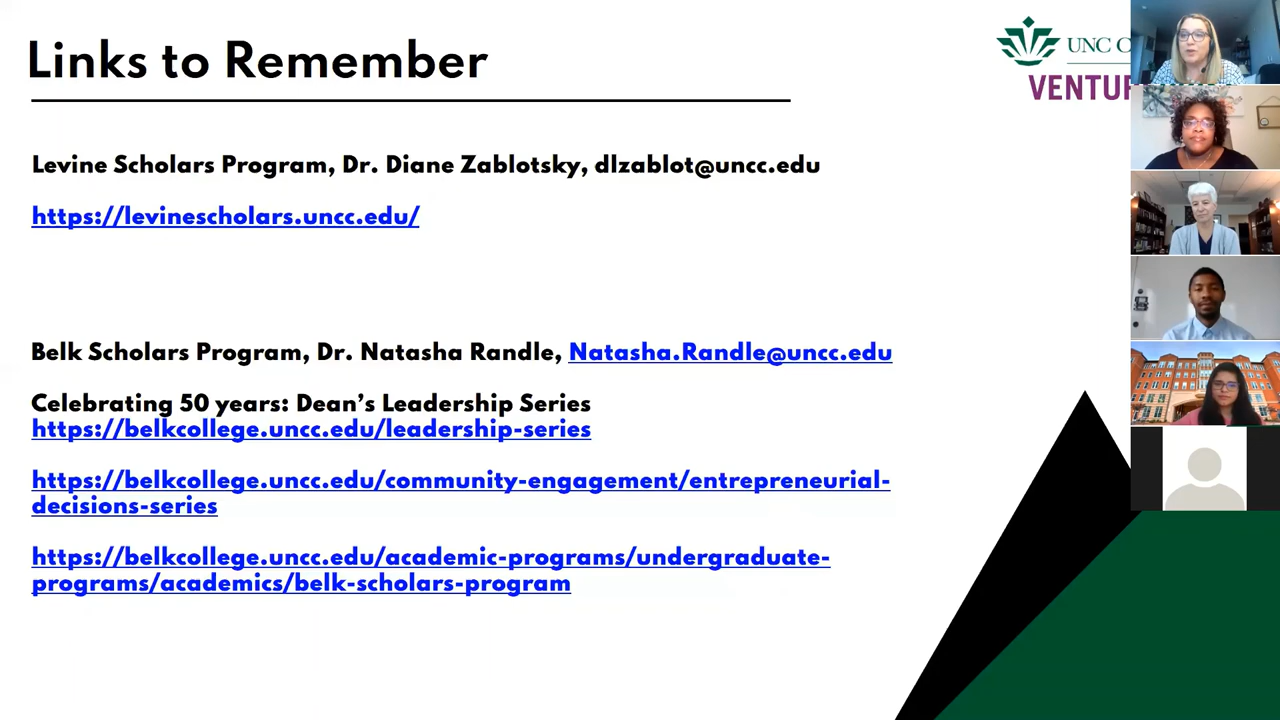 Links to Remember
UNC
Levine Scholars Program, Dr. Diane Zablotsky, dlzablot@uncc.edu
https://levinescholars.uncc.edu/
Belk Scholars Program, Dr. Natasha Randle, Natasha.Randle@uncc.edu
Celebrating 50 years: Dean’s Leadership Series
https://belkcollege.uncc.edu/leadership-series
https://belkcollege.uncc.edu/community-engagement/entrepreneurial-
decisions-series
https://belkcollege.uncc.edu/academic-programs/undergraduate-
programs/academics/belk-scholars-program